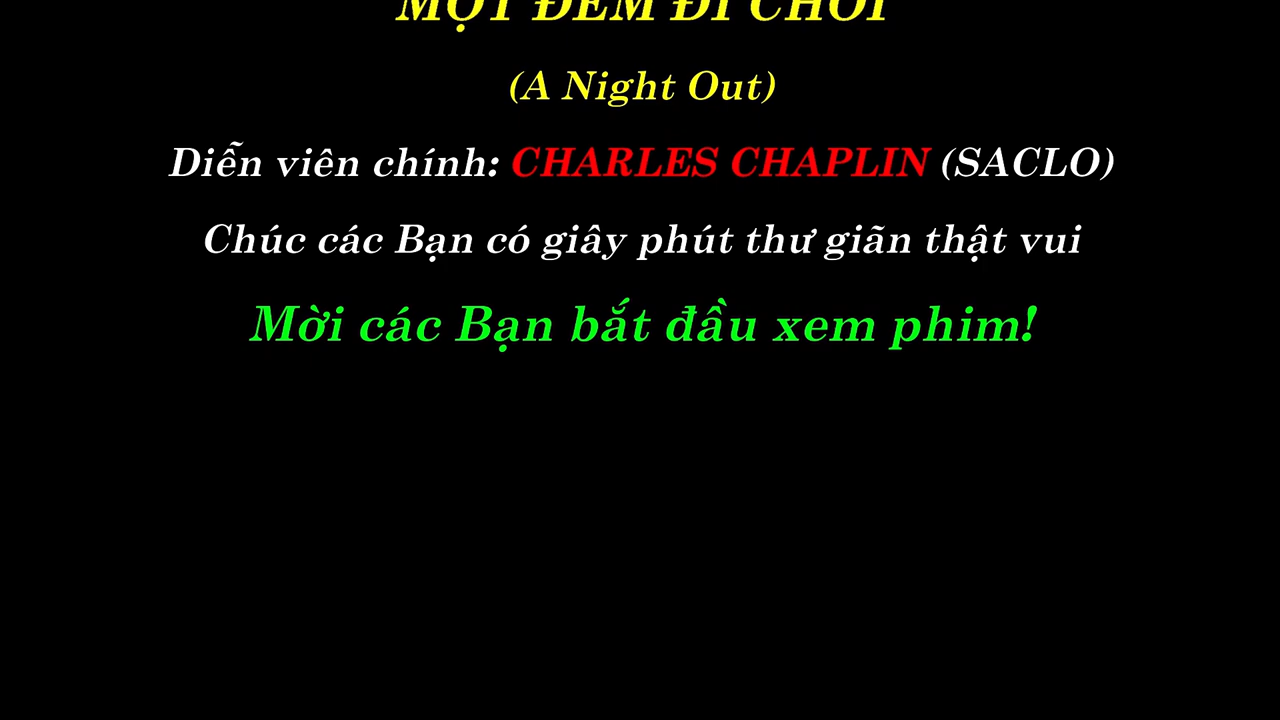 MỘT ĐÊM ĐI CHƠI
(A Night Out)
Diễn viên chính: CHARLES CHAPLIN (SACLO)
Chúc các Bạn có giây phút thư giãn thật vui
Mời các Bạn bắt đầu xem phim!